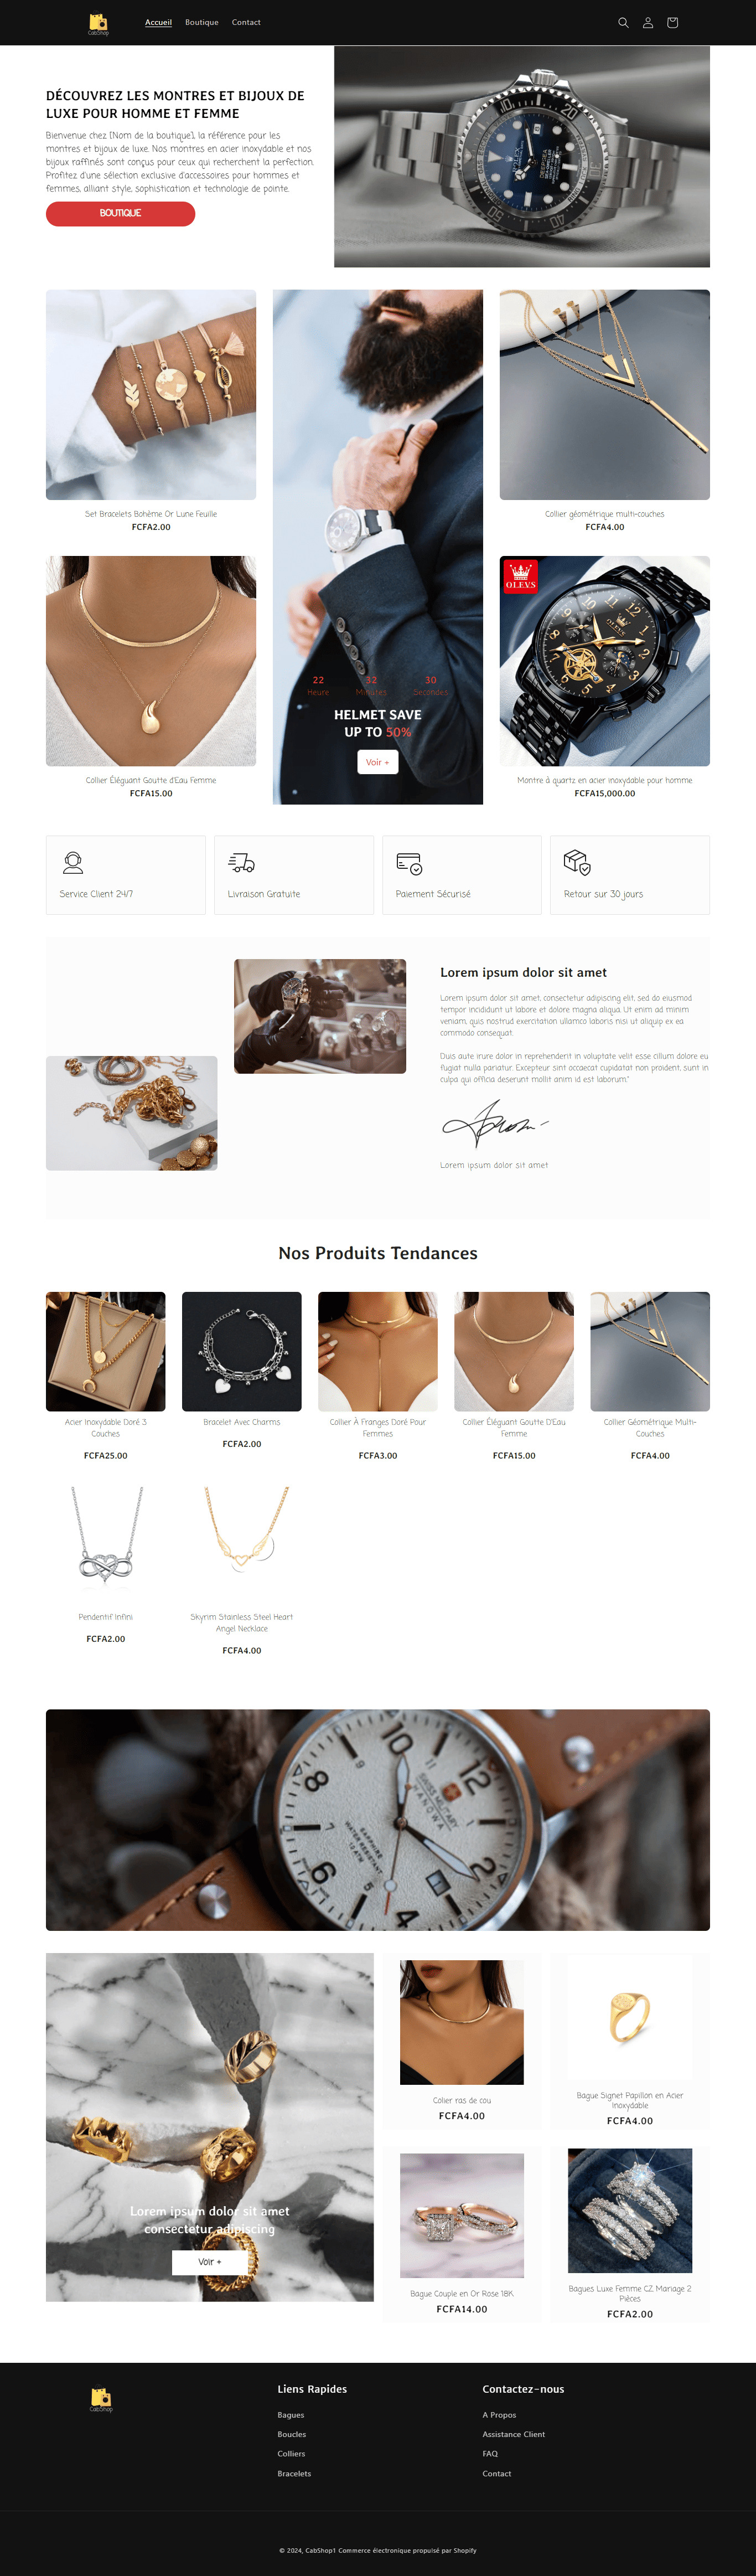 CabShop
Accueil
Boutique
Contact
DÉCOUVREZ LES MONTRES ET BIJOUX DE
LUXE POUR HOMME ET FEMME
Bienvenue chez [Nom de la boutique], la référence pour les
montres et bijoux de luxe. Nos montres en acier inoxydable et nos
bijoux raffinés sont conçus pour ceux qui recherchent la perfection.
Profitez d'une sélection exclusive d'accessoires pour hommes et
femmes, alliant style, sophistication et technologie de pointe.
BOUTIQUE
Set Bracelets Bohème Or Lune Feuille
FCFA2.00
Collier Éléguant Goutte d'Eau Femme
FCFA15.00
22
32
30
Heure
Minutes
Secondes
HELMET SAVE
UP TO 50%
Voir +
Collier géométrique multi-couches
FCFA4.00
OLEVS
OLEVS
Montre à quartz en acier inoxydable pour homme
FCFA15,000.00
Service Client 24/7
Livraison Gratuite
Paiement Sécurisé
Retour sur 30 jours
Lorem ipsum dolor sit amet
Lorem ipsum dolor sit amet, consectetur adipiscing elit, sed do eiusmod
tempor incididunt ut labore et dolore magna aliqua. Ut enim ad minim
veniam, quis nostrud exercitation ullamco laboris nisi ut aliquip ex ea
commodo consequat.
Duis aute irure dolor in reprehenderit in voluptate velit esse cillum dolore eu
fugiat nulla pariatur. Excepteur sint occaecat cupidatat non proident, sunt in
culpa qui officia deserunt mollit anim id est laborum."
Lorem ipsum dolor sit amet
Nos Produits Tendances
Acier Inoxydable Doré 3
Couches
FCFA25.00
Bracelet Avec Charms
FCFA2.00
Collier À Franges Doré Pour
Femmes
FCFA3.00
Collier Éléguant Goutte D'Eau
Femme
FCFA15.00
Collier Géométrique Multi-
Couches
FCFA4.00
Pendentif Infini
FCFA2.00
Skyrim Stainless Steel Heart
Angel Necklace
FCFA4.00
SWISS MILITARY
HANOWA
SAPPHIRE
WATER RESISTANT
10 ATM
Lorem ipsum dolor sit amet
consectetur adipiscing
Voir +
Colier ras de cou
FCFA4.00
Bague Signet Papillon en Acier
Inoxydable
FCFA4.00
Bague Couple en Or Rose 18K
FCFA14.00
Bagues Luxe Femme CZ Mariage 2
Pièces
FCFA2.00
CabShop
Liens Rapides
Bagues
Boucles
Colliers
Bracelets
Contactez-nous
A Propos
Assistance Client
FAQ
Contact
© 2024, CabShop1 Commerce électronique propulsé par Shopify